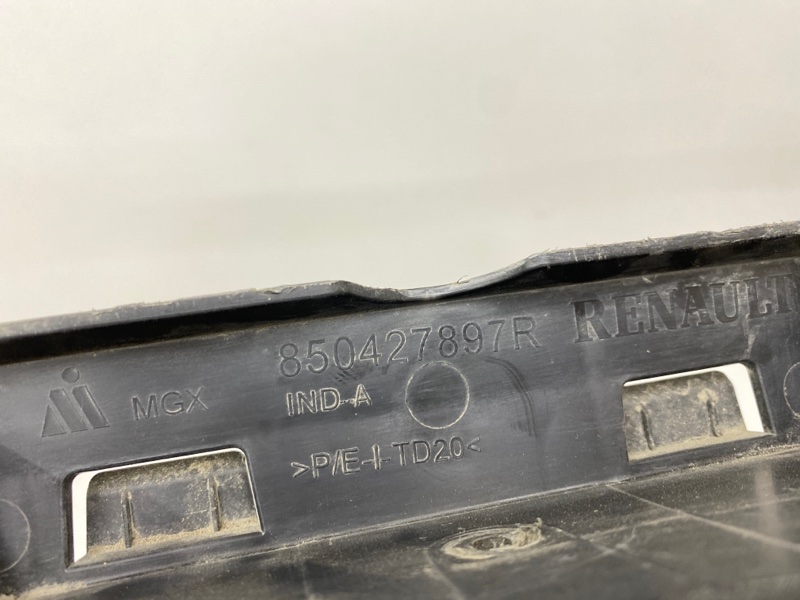 850427897R
RENAULT
MGX
IND-A
>P/E-I-TD20<